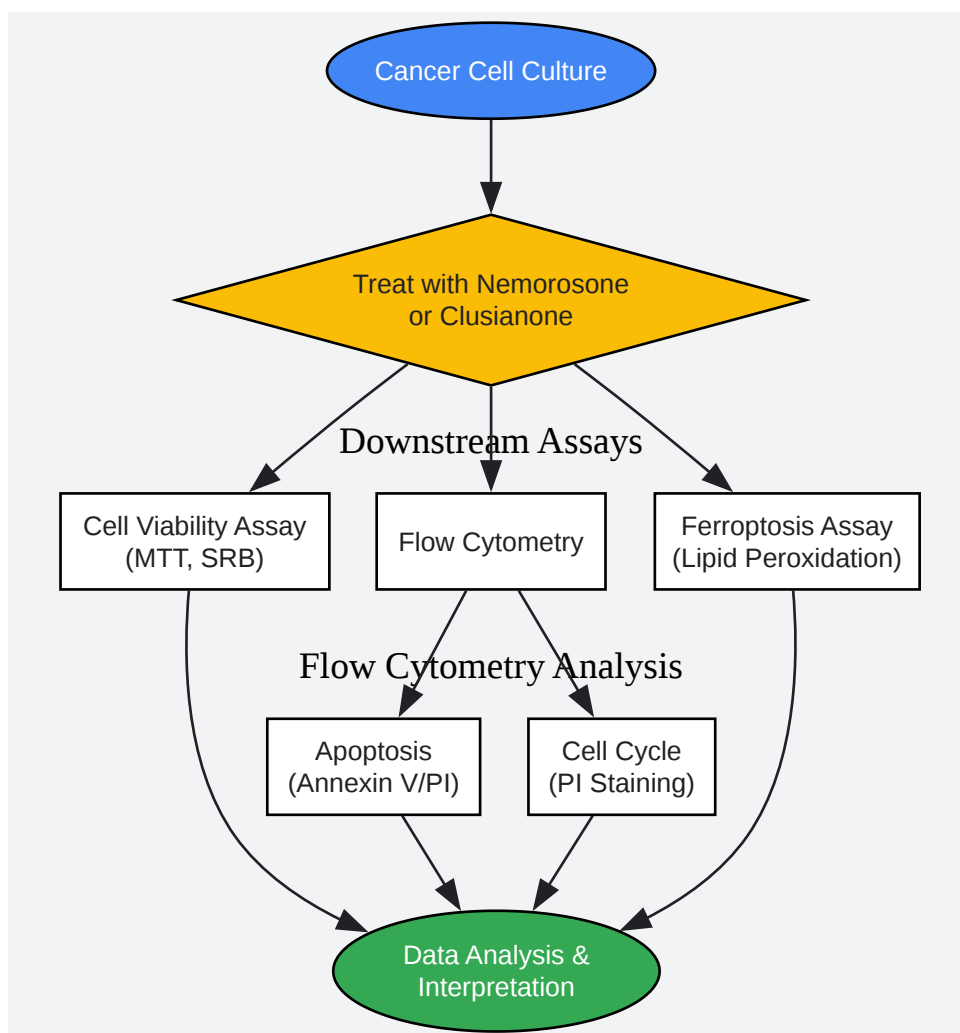 Cancer Cell Culture
Treat with Nemorosone
or Clusianone
Downstream Assays
Cell Viability Assay
(MTT, SRB)
Flow Cytometry
Ferroptosis Assay
(Lipid Peroxidation)
Flow Cytometry Analysis
Apoptosis
(Annexin V/PI)
Cell Cycle
(PI Staining)
Data Analysis &
Interpretation